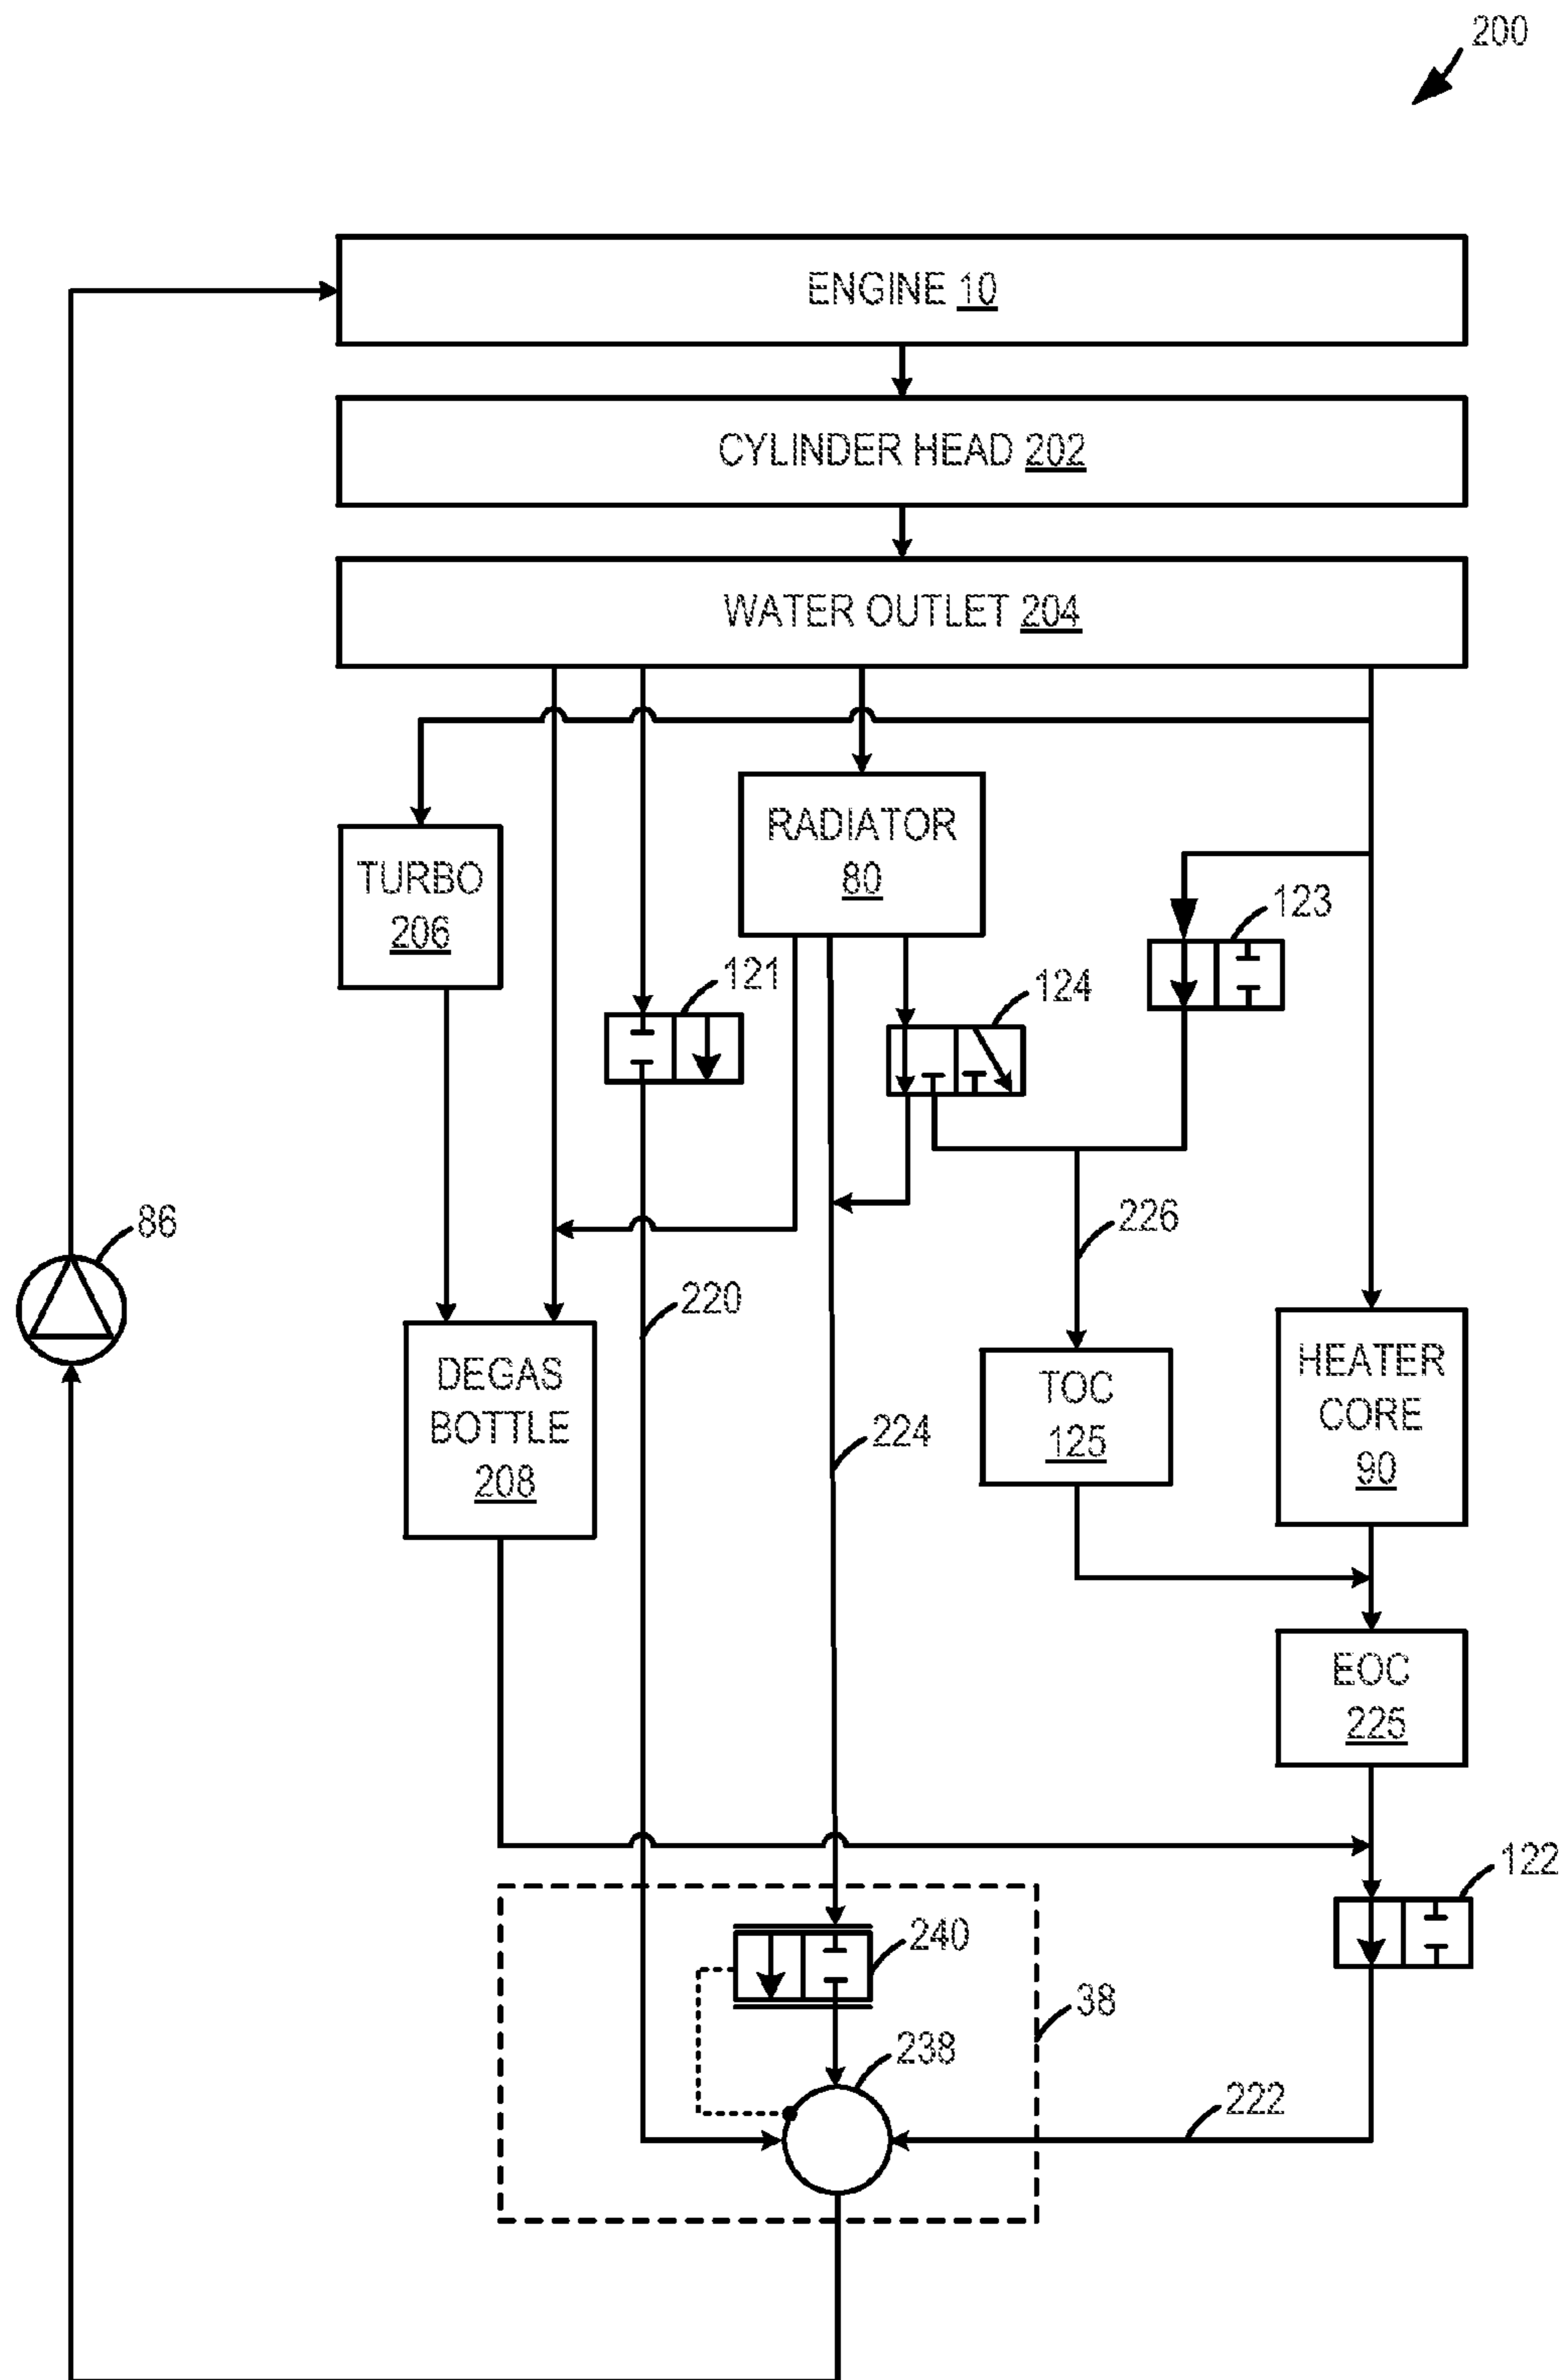 200
ENGINE 10
CYLINDER HEAD 202
WATER OUTLET 204
RADIATOR
80
TURBO
206
123
121
124
86
226
220
DEGAS
BOTTLE
208
TOC
125
HEATER
CORE
90
224
EOC
225
122
240
38
238
222